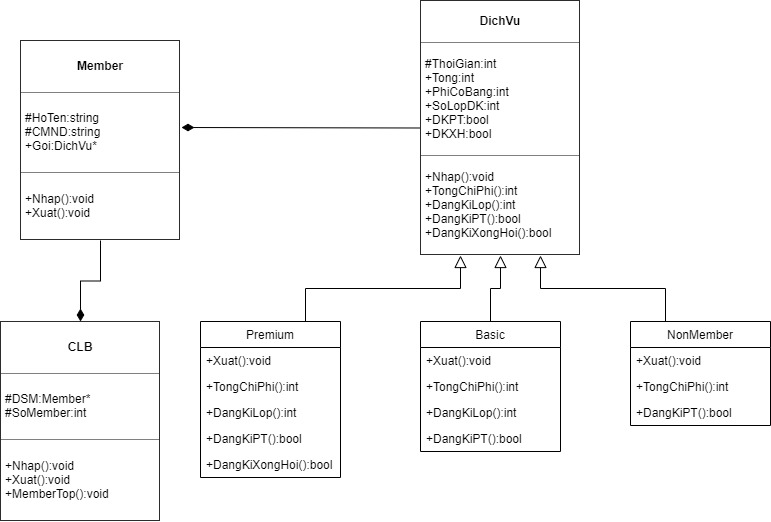 DichVu
#ThoiGian:int
+Tong:int
+PhiCoBang:int
+SoLopDK:int
+DKPT:bool
+DKXH:bool
+Nhap():void
+TongChiPhi():int
+DangKiLop():int
+DangKiPT():bool
+DangKiXongHoi():bool
Member
#HoTen:string
#CMND:string
+Goi:DichVu*
+Nhap():void
+Xuat():void
CLB
#DSM:Member*
#SoMember:int
+Nhap():void
+Xuat():void
+MemberTop():void
Premium
+Xuat():void
+TongChiPhi():int
+DangKiLop():int
+DangKiPT():bool
+DangKiXongHoi():bool
Basic
+Xuat():void
+TongChiPhi():int
+DangKiLop():int
+DangKiPT():bool
NonMember
+Xuat():void
+TongChiPhi():int
+DangKiPT():bool